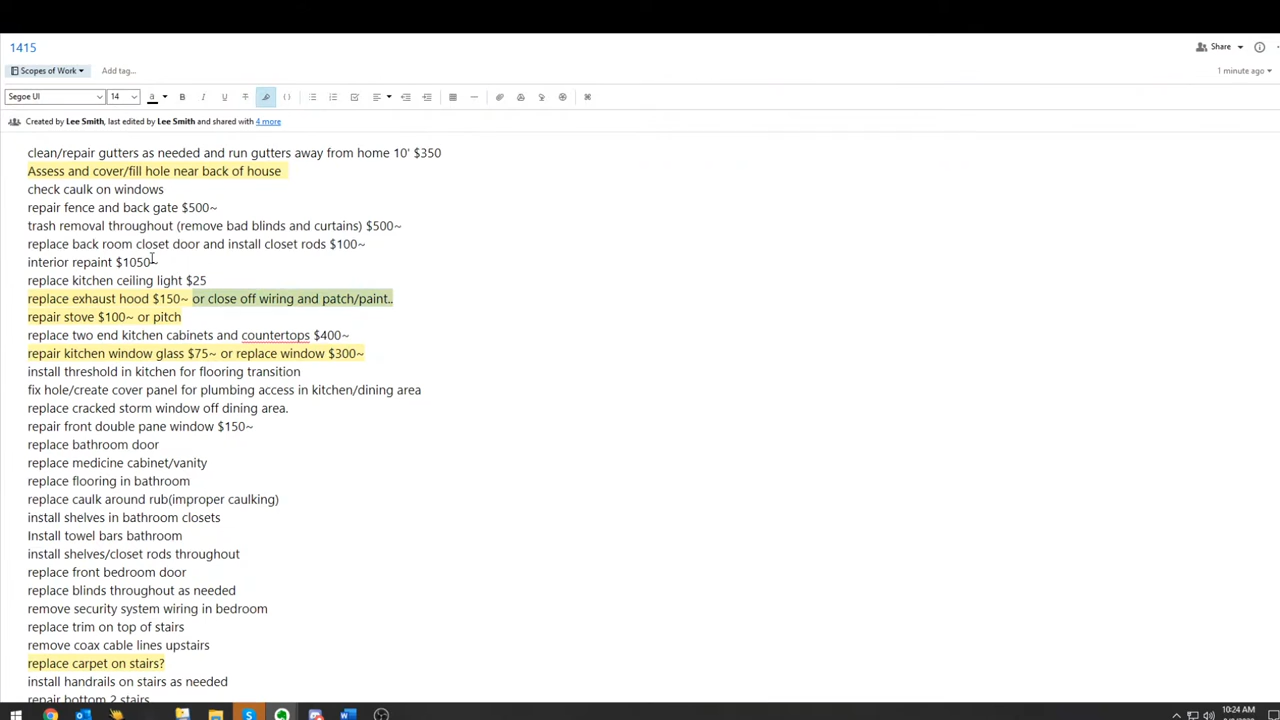 1415
Share
Scopes of Work
Add tag...
1 minute ago
Segoe UI
14
a
B
I
U
T
Created by Lee Smith, last edited by Lee Smith and shared with 4 more
clean/repair gutters as needed and run gutters away from home 10' $350
Assess and cover/fill hole near back of house
check caulk on windows
repair fence and back gate $500~
trash removal throughout (remove bad blinds and curtains) $500~
replace back room closet door and install closet rods $100~
interior repaint $1050~
replace kitchen ceiling light $25
replace exhaust hood $150~ or close off wiring and patch/paint..
repair stove $100~ or pitch
replace two end kitchen cabinets and countertops $400~
repair kitchen window glass $75~ or replace window $300~
install threshold in kitchen for flooring transition
fix hole/create cover panel for plumbing access in kitchen/dining area
replace cracked storm window off dining area.
repair front double pane window $150~
replace bathroom door
replace medicine cabinet/vanity
replace flooring in bathroom
replace caulk around rub(improper caulking)
install shelves in bathroom closets
Install towel bars bathroom
install shelves/closet rods throughout
replace front bedroom door
replace blinds throughout as needed
remove security system wiring in bedroom
replace trim on top of stairs
remove coax cable lines upstairs
replace carpet on stairs?
install handrails on stairs as needed
repair bottom 2 stairs
10:24 AM